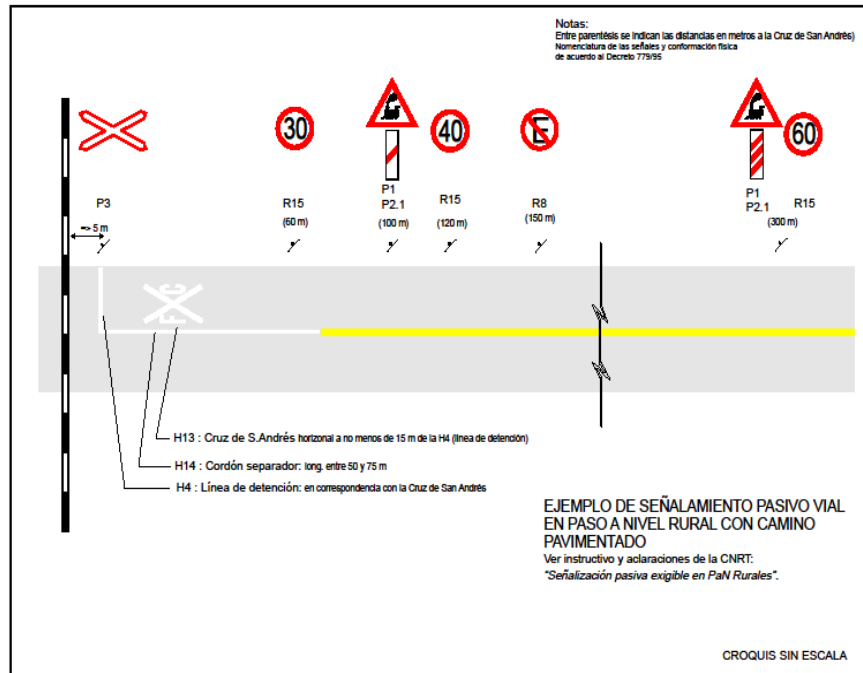 Notas:
Entre parentésis se indican las distancias en metros a la Cruz de San Andrés)
Nomenclatura de las señales y conformación física
de acuerdo al Decreto 779/95
30
40
E
60
P3
R15
P1
P2.1
R15
R8
P1
P2.1
R15
=> 5 m
(60 m)
(100 m)
(120 m)
(150 m)
(300 m)
F C
H13 : Cruz de S.Andrés horizonal a no menos de 15 m de la H4 (línea de detención)
H14 : Cordón separador: long. entre 50 y 75 m
H4 : Línea de detención: en correspondencia con la Cruz de San Andrés
EJEMPLO DE SEÑALAMIENTO PASIVO VIAL
EN PASO A NIVEL RURAL CON CAMINO
PAVIMENTADO
Ver instructivo y aclaraciones de la CNRT:
"Señalización pasiva exigible en PaN Rurales".
CROQUIS SIN ESCALA